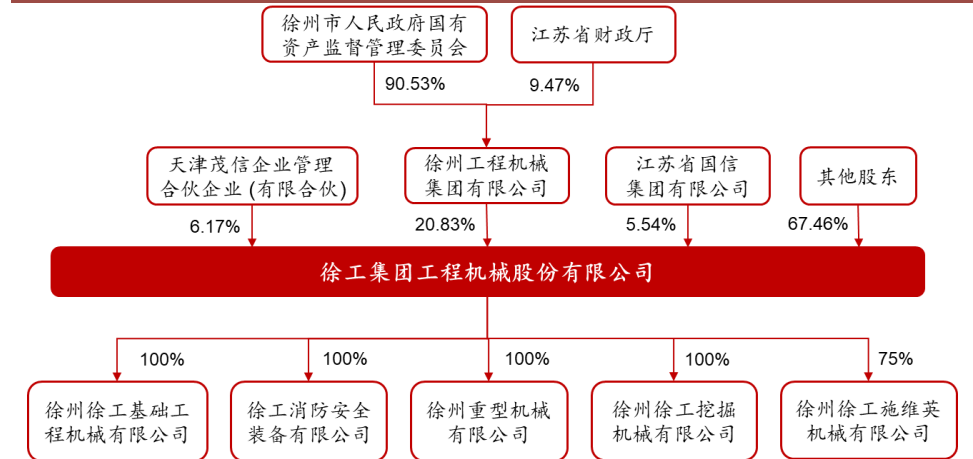 徐州市人民政府国有
资产监督管理委员会
江苏省财政厅
90.53%
9.47%
天津茂信企业管理
合伙企业 (有限合伙)
徐州工程机械
集团有限公司
江苏省国信
集团有限公司
其他股东
6.17%
20.83%
5.54%
67.46%
徐工集团工程机械股份有限公司
100%
100%
100%
100%
75%
徐州徐工基础工
程机械有限公司
徐工消防安全
装备有限公司
徐州重型机械
有限公司
徐州徐工挖掘
机械有限公司
徐州徐工施维英
机械有限公司